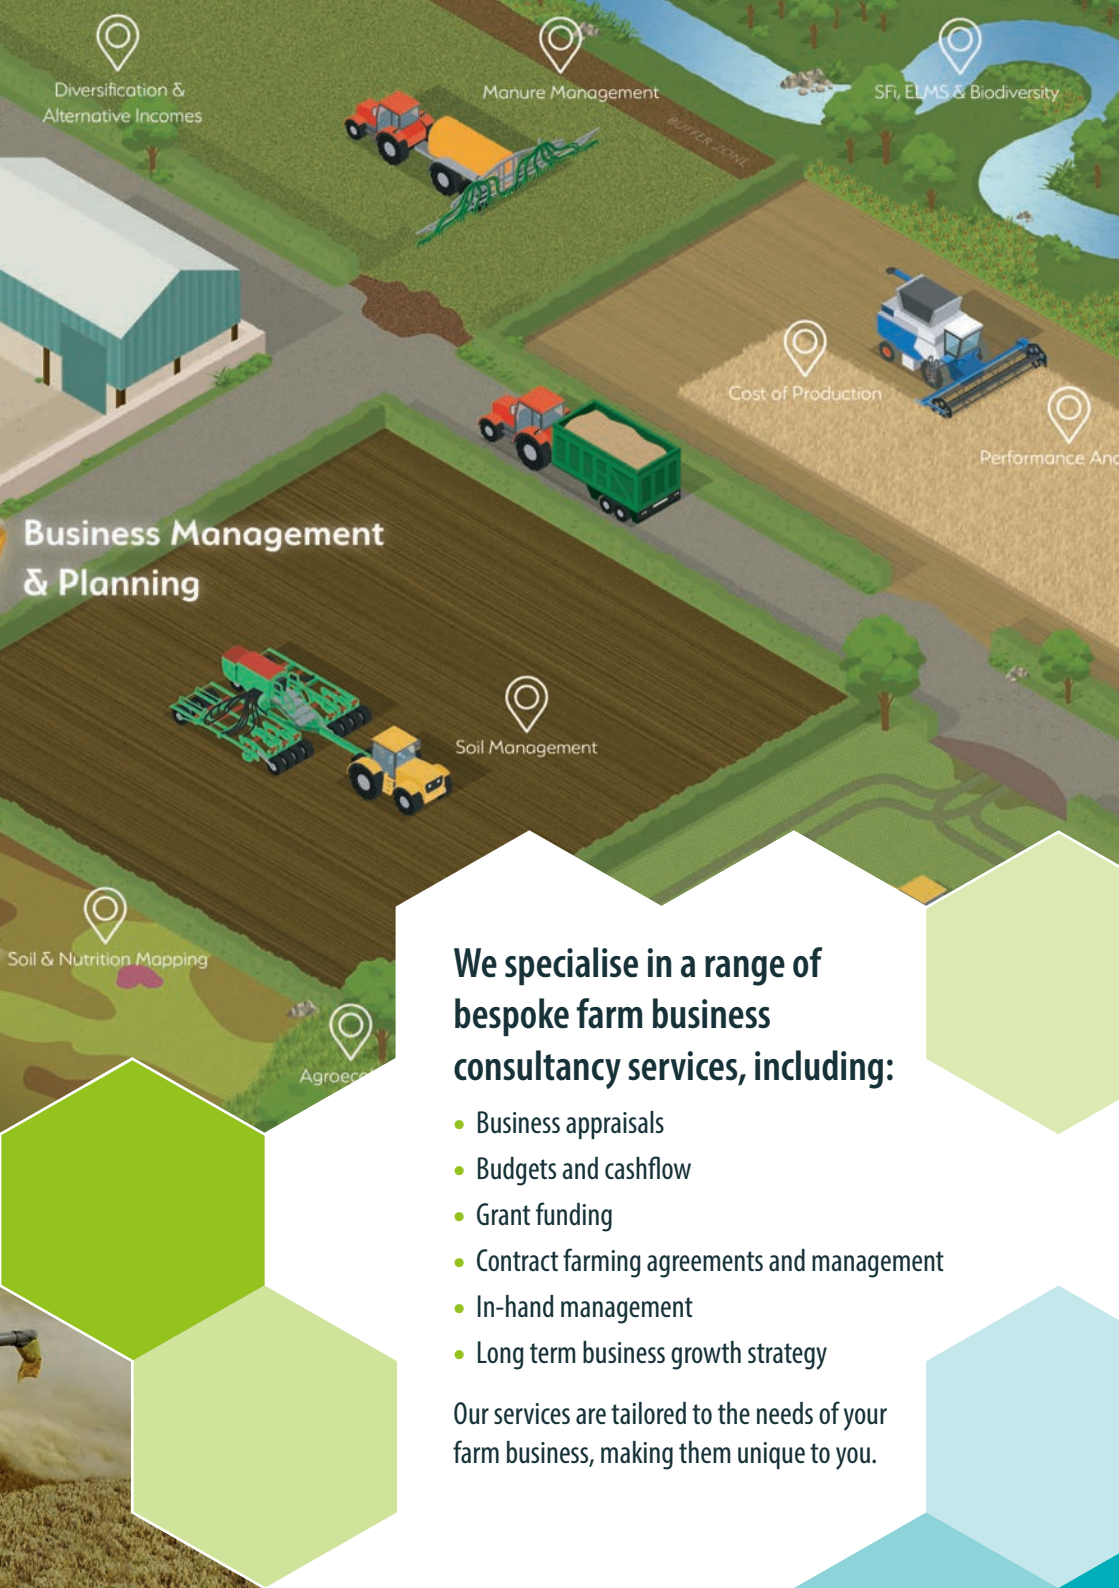 Diversification &
Alternative Incomes
Manure Management
SFi, ELMS & Biodiversity
BUFFER ZONE
Cost of Production
Performance
Business Management
& Planning
Soil Management
Soil & Nutrition Mapping
We specialise in a range of
bespoke farm business
consultancy services, including:
• Business appraisals
• Budgets and cashflow
• Grant funding
• Contract farming agreements and management
• In-hand management
• Long term business growth strategy
Our services are tailored to the needs of your
farm business, making them unique to you.